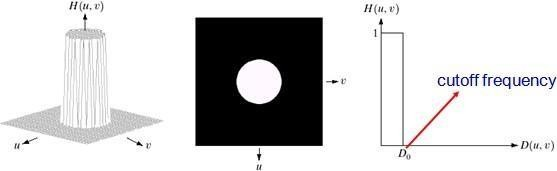 H(u, v)
u
v
v
u
H(u, v)
1
cutoff frequency
D₀
D(u, v)